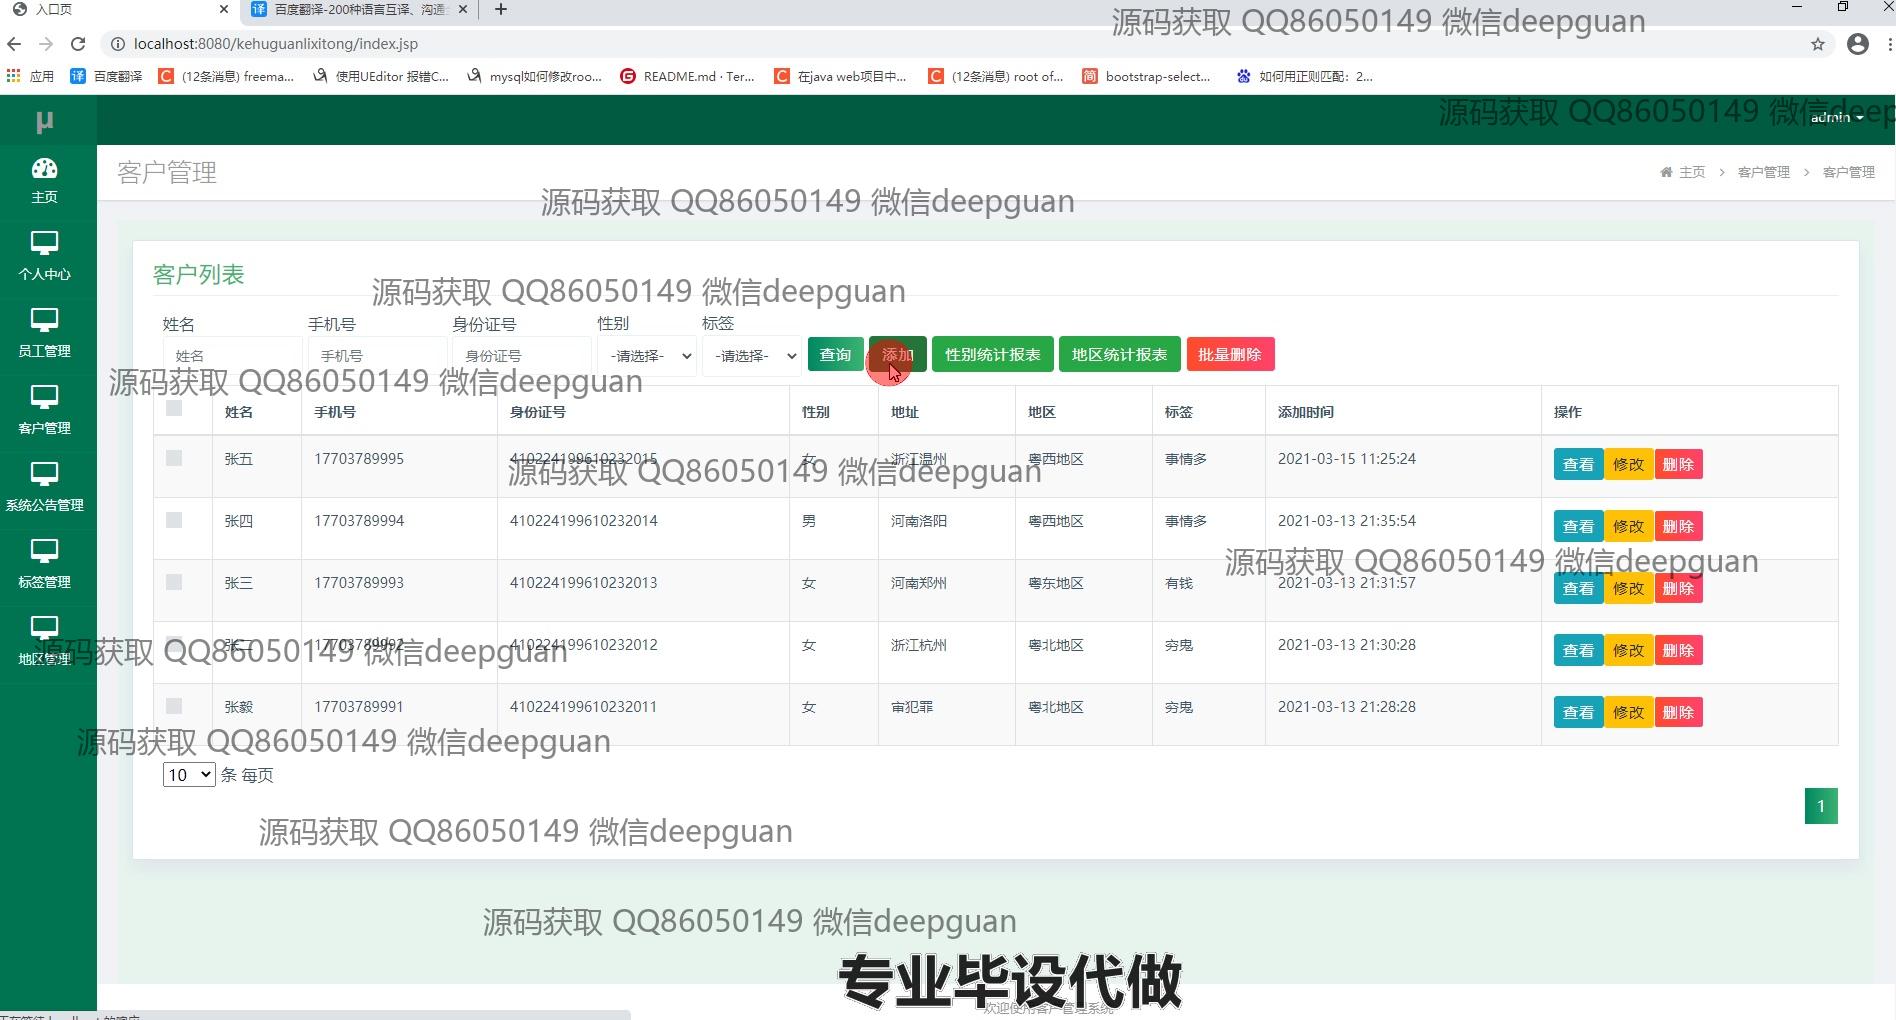 入口页
百度翻译-200种语言互译、沟通
源码获取 QQ86050149 微信deepguan
localhost:8080/kehuguanlixitong/index.jsp
应用 百度翻译 (12条消息) freema... 使用UEditor 报错C... mysql如何修改roo... README.md · Ter... 在java web项目中... (12条消息) root of... bootstrap-select... 如何用正则匹配：2...
源码获取 QQ86050149 微信deep
μ
admin
客户管理
主页 > 客户管理 > 客户管理
主页
源码获取 QQ86050149 微信deepguan
个人中心
客户列表
源码获取 QQ86050149 微信deepguan
姓名 手机号 身份证号 性别 标签
姓名 手机号 身份证号 -请选择- -请选择- 查询 添加 性别统计报表 地区统计报表 批量删除
员工管理
源码获取 QQ86050149 微信deepguan
姓名 手机号 身份证号 性别 地址 地区 标签 添加时间 操作
客户管理
张五 17703789995 410224199610232015 女 浙江温州 粤西地区 事情多 2021-03-15 11:25:24 查看 修改 删除
源码获取 QQ86050149 微信deepguan
系统公告管理
张四 17703789994 410224199610232014 男 河南洛阳 粤西地区 事情多 2021-03-13 21:35:54 查看 修改 删除
源码获取 QQ86050149 微信deepguan
张三 17703789993 410224199610232013 女 河南郑州 粤东地区 有钱 2021-03-13 21:31:57 查看 修改 删除
标签管理
张二 17703789992 410224199610232012 女 浙江杭州 粤北地区 穷鬼 2021-03-13 21:30:28 查看 修改 删除
源码获取 QQ86050149 微信deepguan
地区管理
张毅 17703789991 410224199610232011 女 审犯罪 粤北地区 穷鬼 2021-03-13 21:28:28 查看 修改 删除
源码获取 QQ86050149 微信deepguan
10 条 每页
1
源码获取 QQ86050149 微信deepguan
源码获取 QQ86050149 微信deepguan
专业毕设代做
欢迎使用客户管理系统